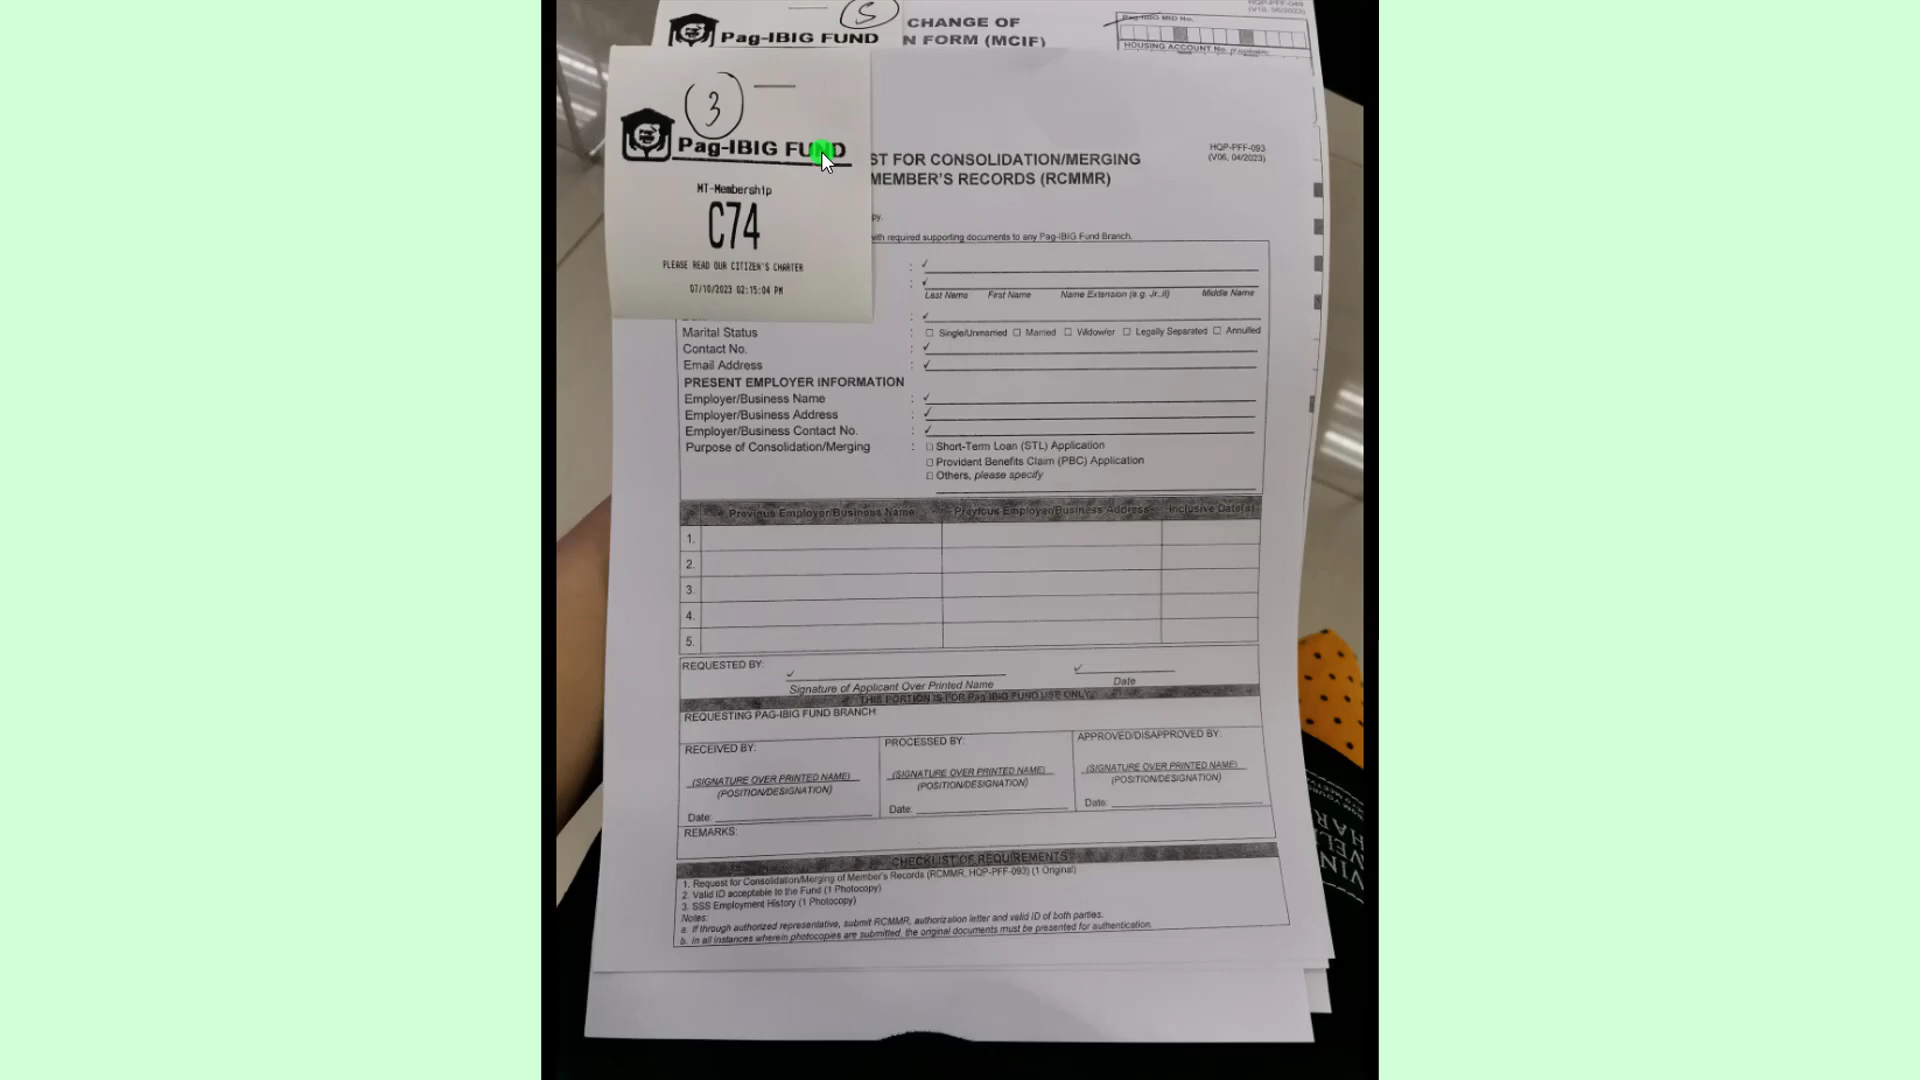 5
Pag-IBIG FUND
CHANGE OF
N FORM (MCIF)
HQP-PFF-049
Pag-IBIG MID No.
HOUSING ACCOUNT No.
3
Pag-IBIG FUND
MT-Membership
C74
PLEASE READ OUR CITIZEN'S CHARTER
07/10/2023 02:15:04 PM
HQP-PFF-093
(V06, 04/2023)
ST FOR CONSOLIDATION/MERGING
MEMBER'S RECORDS (RCMMR)
py.
with required supporting documents to any Pag-IBIG Fund Branch.
Last Name First Name Name Extension (e.g. Jr.,II) Middle Name
Marital Status : ☐ Single/Unmarried ☐ Married ☐ Widow/er ☐ Legally Separated ☐ Annulled
Contact No. : ✓
Email Address : ✓
PRESENT EMPLOYER INFORMATION
Employer/Business Name : ✓
Employer/Business Address : ✓
Employer/Business Contact No. : ✓
Purpose of Consolidation/Merging : ☐ Short-Term Loan (STL) Application
☐ Provident Benefits Claim (PBC) Application
☐ Others, please specify
Previous Employer/Business Name Previous Employer/Business Address Inclusive Date(s)
1.
2.
3.
4.
5.
REQUESTED BY: ✓ ✓
Signature of Applicant Over Printed Name Date
THIS PORTION IS FOR Pag-IBIG FUND USE ONLY
REQUESTING PAG-IBIG FUND BRANCH:
RECEIVED BY: PROCESSED BY: APPROVED/DISAPPROVED BY:
(SIGNATURE OVER PRINTED NAME) (SIGNATURE OVER PRINTED NAME) (SIGNATURE OVER PRINTED NAME)
(POSITION/DESIGNATION) (POSITION/DESIGNATION) (POSITION/DESIGNATION)
Date: Date: Date:
REMARKS:
CHECKLIST OF REQUIREMENTS
1. Request for Consolidation/Merging of Member's Records (RCMMR, HQP-PFF-093) (1 Original)
2. Valid ID acceptable to the Fund (1 Photocopy)
3. SSS Employment History (1 Photocopy)
Notes:
a. If through authorized representative, submit RCMMR, authorization letter and valid ID of both parties.
b. In all instances wherein photocopies are submitted, the original documents must be presented for authentication.